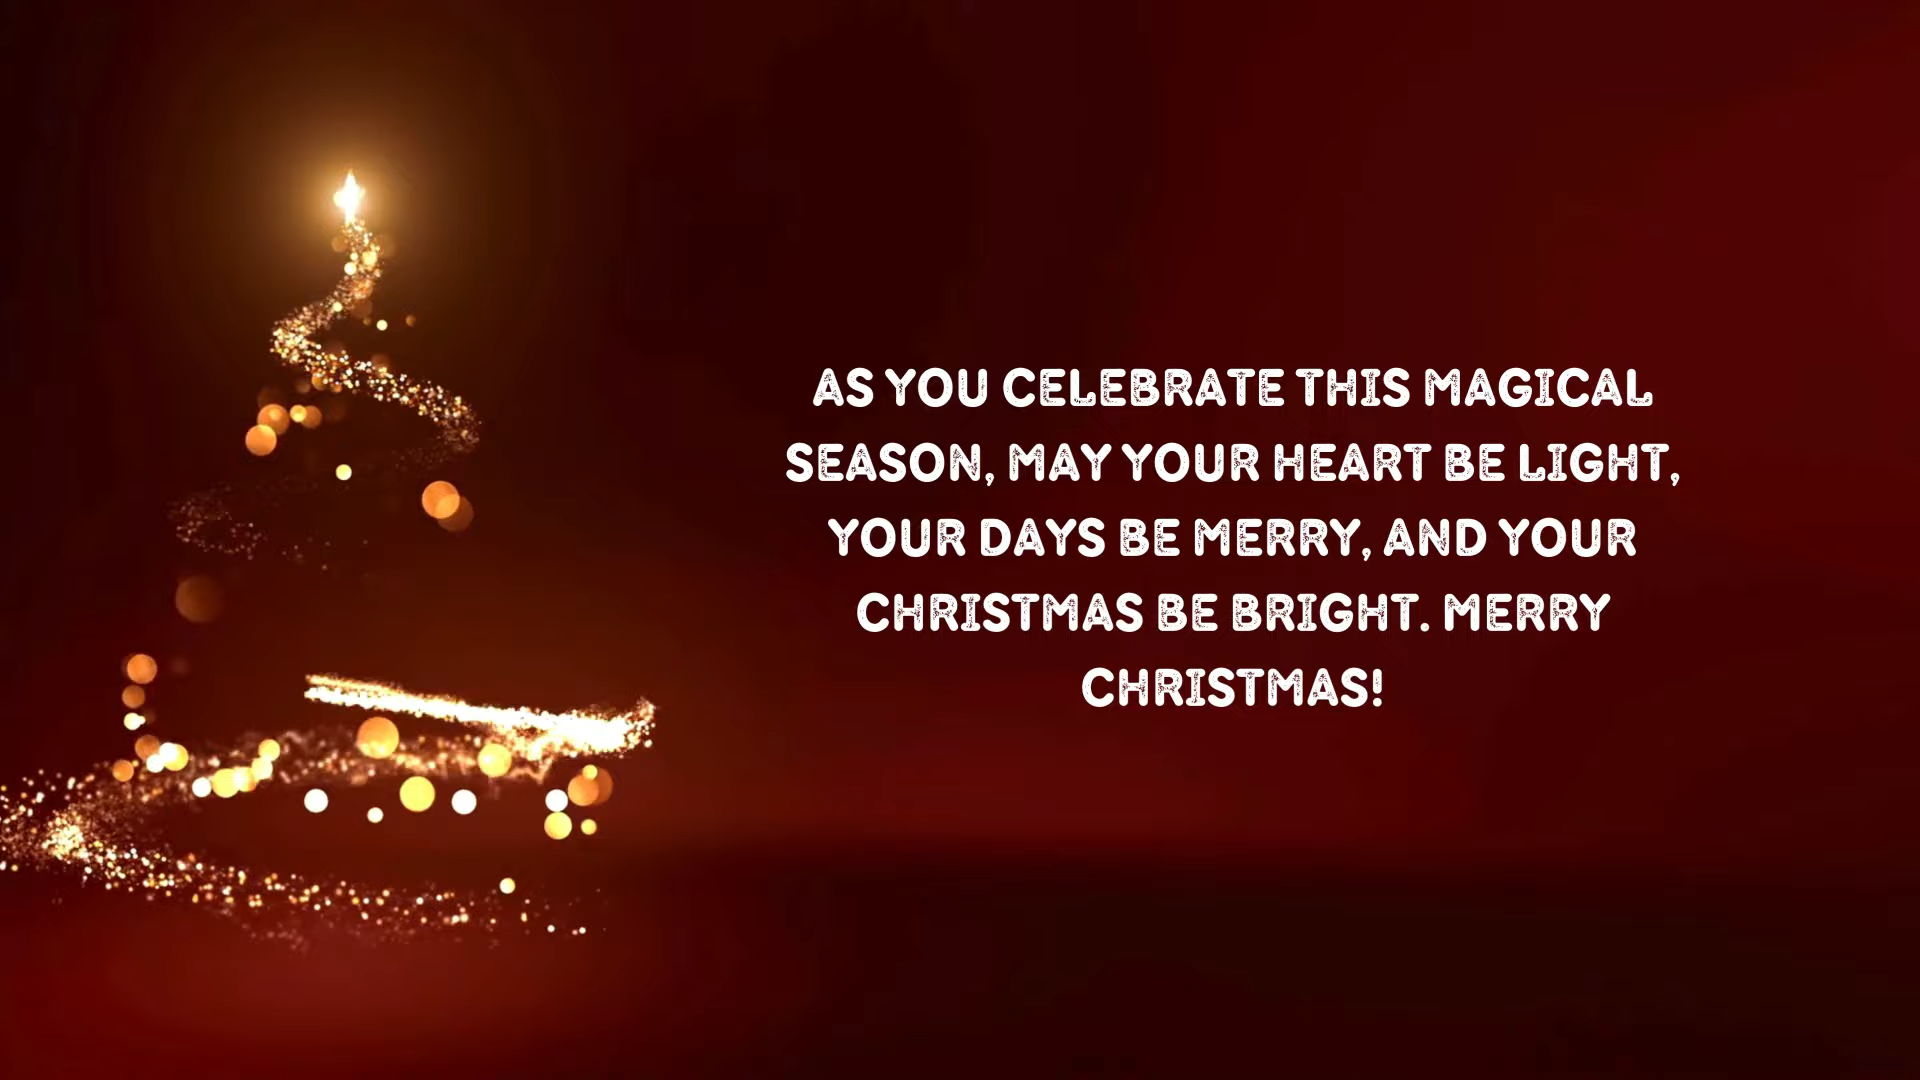 AS YOU CELEBRATE THIS MAGICAL
SEASON, MAY YOUR HEART BE LIGHT,
YOUR DAYS BE MERRY, AND YOUR
CHRISTMAS BE BRIGHT. MERRY
CHRISTMAS!